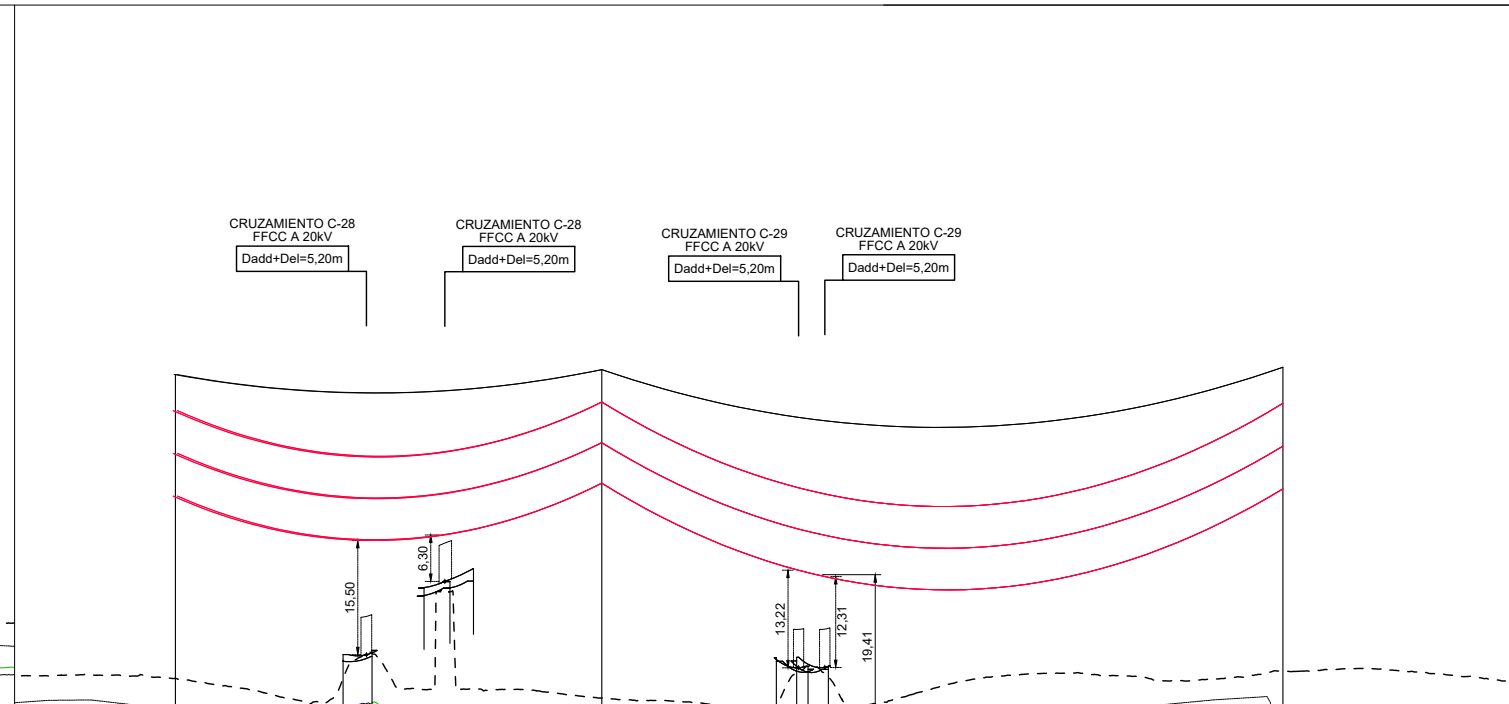 CRUZAMIENTO C-28
FFCC A 20kV
Dadd+Del=5,20m
CRUZAMIENTO C-28
FFCC A 20kV
Dadd+Del=5,20m
CRUZAMIENTO C-29
FFCC A 20kV
Dadd+Del=5,20m
CRUZAMIENTO C-29
FFCC A 20kV
Dadd+Del=5,20m
15,50
6,30
13,22
12,31
19,41